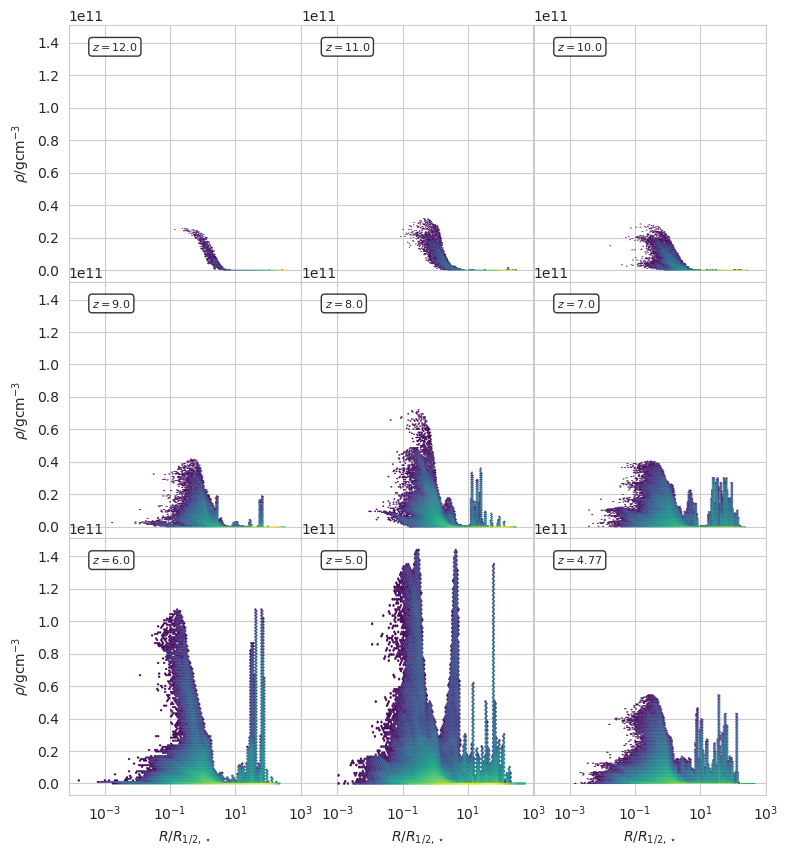 1e11 1e11 1e11
z = 12.0 z = 11.0 z = 10.0
1.4
1.2
1.0
0.8
0.6
0.4
0.2
0.0
ρ/gcm⁻³
1e11 1e11 1e11
z = 9.0 z = 8.0 z = 7.0
1.4
1.2
1.0
0.8
0.6
0.4
0.2
0.0
ρ/gcm⁻³
1e11 1e11 1e11
z = 6.0 z = 5.0 z = 4.77
1.4
1.2
1.0
0.8
0.6
0.4
0.2
0.0
ρ/gcm⁻³
10⁻³ 10⁻¹ 10¹ 10³ 10⁻³ 10⁻¹ 10¹ 10³ 10⁻³ 10⁻¹ 10¹ 10³
R/R₁/₂, ⋆ R/R₁/₂, ⋆ R/R₁/₂, ⋆